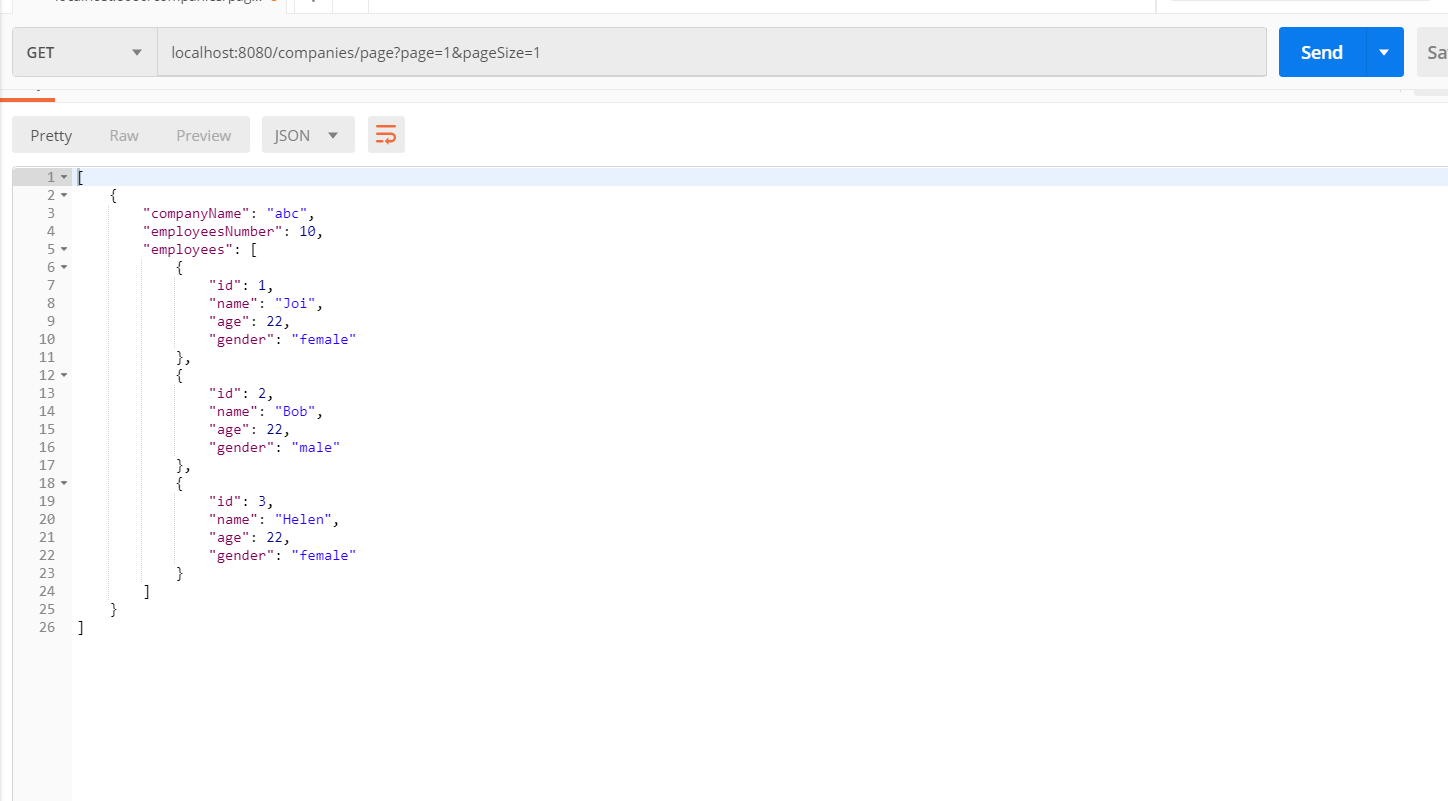 GET localhost:8080/companies/page?page=1&pageSize=1 Send
Pretty Raw Preview JSON
1 [
2 {
3 "companyName": "abc",
4 "employeesNumber": 10,
5 "employees": [
6 {
7 "id": 1,
8 "name": "Joi",
9 "age": 22,
10 "gender": "female"
11 },
12 {
13 "id": 2,
14 "name": "Bob",
15 "age": 22,
16 "gender": "male"
17 },
18 {
19 "id": 3,
20 "name": "Helen",
21 "age": 22,
22 "gender": "female"
23 }
24 ]
25 }
26 ]